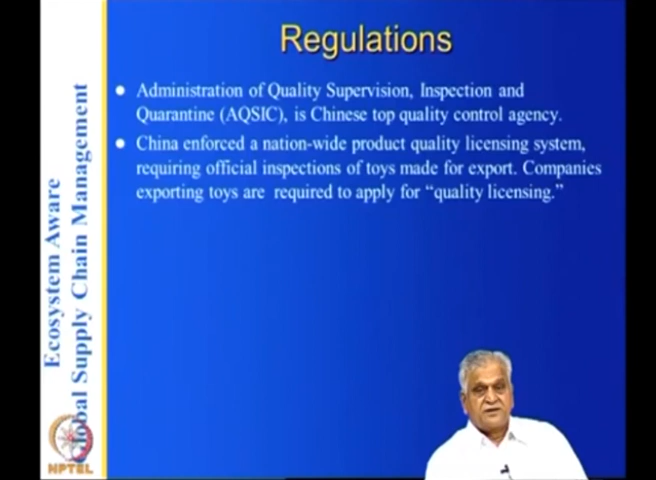 Regulations
Administration of Quality Supervision, Inspection and
Quarantine (AQSIC), is Chinese top quality control agency.
China enforced a nation-wide product quality licensing system,
requiring official inspections of toys made for export. Companies
exporting toys are required to apply for “quality licensing.”
Ecosystem Aware
Global Supply Chain Management
NPTEL